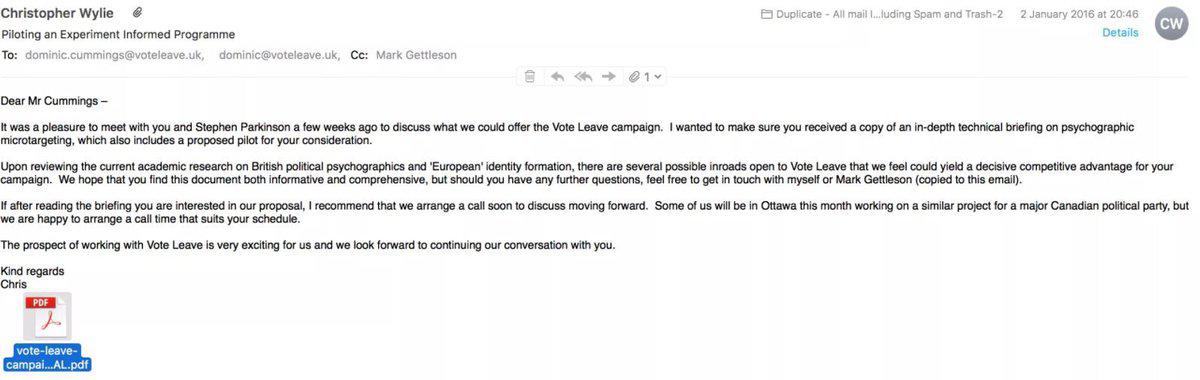 Christopher Wylie
Duplicate - All mail I...luding Spam and Trash-2 2 January 2016 at 20:46
CW
Piloting an Experiment Informed Programme
Details
To: dominic.cummings@voteleave.uk, dominic@voteleave.uk, Cc: Mark Gettleson
1
Dear Mr Cummings –
It was a pleasure to meet with you and Stephen Parkinson a few weeks ago to discuss what we could offer the Vote Leave campaign. I wanted to make sure you received a copy of an in-depth technical briefing on psychographic
microtargeting, which also includes a proposed pilot for your consideration.
Upon reviewing the current academic research on British political psychographics and 'European' identity formation, there are several possible inroads open to Vote Leave that we feel could yield a decisive competitive advantage for your
campaign. We hope that you find this document both informative and comprehensive, but should you have any further questions, feel free to get in touch with myself or Mark Gettleson (copied to this email).
If after reading the briefing you are interested in our proposal, I recommend that we arrange a call soon to discuss moving forward. Some of us will be in Ottawa this month working on a similar project for a major Canadian political party, but
we are happy to arrange a call time that suits your schedule.
The prospect of working with Vote Leave is very exciting for us and we look forward to continuing our conversation with you.
Kind regards
Chris
PDF
vote-leave-
campai...AL.pdf